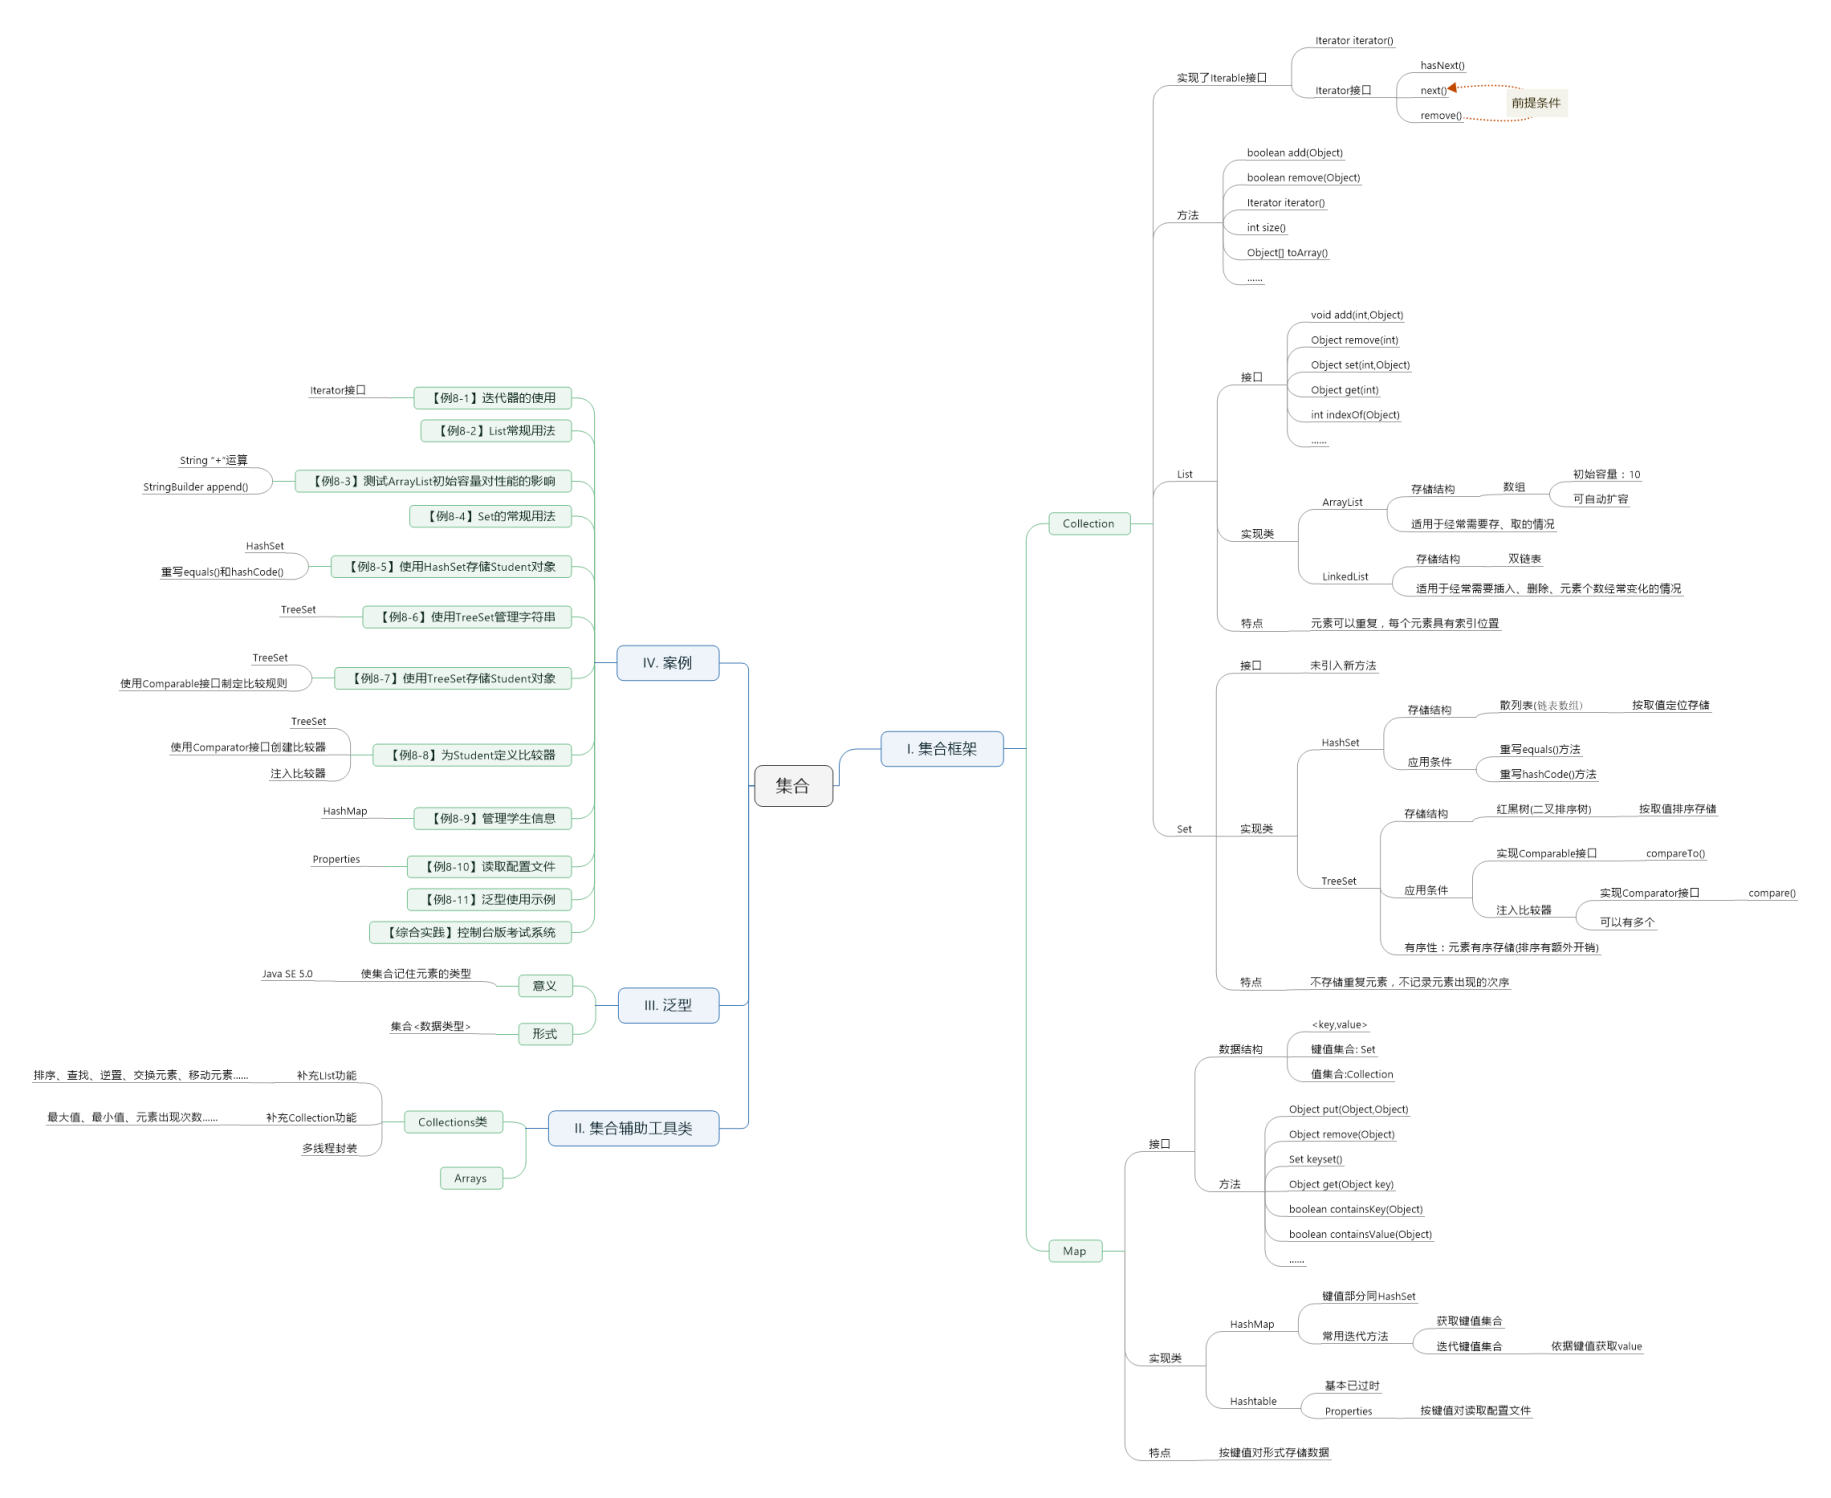 集合
I. 集合框架
Collection
实现了Iterable接口
Iterator iterator()
Iterator接口
hasNext()
next()
remove()
前提条件
方法
boolean add(Object)
boolean remove(Object)
Iterator iterator()
int size()
Object[] toArray()
......
List
接口
void add(int,Object)
Object remove(int)
Object set(int,Object)
Object get(int)
int indexOf(Object)
......
实现类
ArrayList
存储结构
数组
初始容量：10
可自动扩容
适用于经常需要存、取的情况
LinkedList
存储结构
双链表
适用于经常需要插入、删除、元素个数经常变化的情况
特点
元素可以重复，每个元素具有索引位置
Set
接口
未引入新方法
实现类
HashSet
存储结构
散列表(链表数组)
按取值定位存储
应用条件
重写equals()方法
重写hashCode()方法
TreeSet
存储结构
红黑树(二叉排序树)
按取值排序存储
应用条件
实现Comparable接口
compareTo()
注入比较器
实现Comparator接口
compare()
可以有多个
有序性：元素有序存储(排序有额外开销)
特点
不存储重复元素，不记录元素出现的次序
Map
接口
数据结构
<key,value>
键值集合: Set
值集合:Collection
方法
Object put(Object,Object)
Object remove(Object)
Set keyset()
Object get(Object key)
boolean containsKey(Object)
boolean containsValue(Object)
......
实现类
HashMap
键值部分同HashSet
常用迭代方法
获取键值集合
迭代键值集合
依据键值获取value
Hashtable
基本已过时
Properties
按键值对读取配置文件
特点
按键值对形式存储数据
II. 集合辅助工具类
Collections类
补充LIst功能
排序、查找、逆置、交换元素、移动元素......
补充Collection功能
最大值、最小值、元素出现次数......
多线程封装
Arrays
III. 泛型
意义
使集合记住元素的类型
Java SE 5.0
形式
集合<数据类型>
IV. 案例
【例8-1】迭代器的使用
Iterator接口
【例8-2】List常规用法
【例8-3】测试ArrayList初始容量对性能的影响
String "+"运算
StringBuilder append()
【例8-4】Set的常规用法
【例8-5】使用HashSet存储Student对象
HashSet
重写equals()和hashCode()
【例8-6】使用TreeSet管理字符串
TreeSet
【例8-7】使用TreeSet存储Student对象
TreeSet
使用Comparable接口制定比较规则
【例8-8】为Student定义比较器
TreeSet
使用Comparator接口创建比较器
注入比较器
【例8-9】管理学生信息
HashMap
【例8-10】读取配置文件
Properties
【例8-11】泛型使用示例
【综合实践】控制台版考试系统